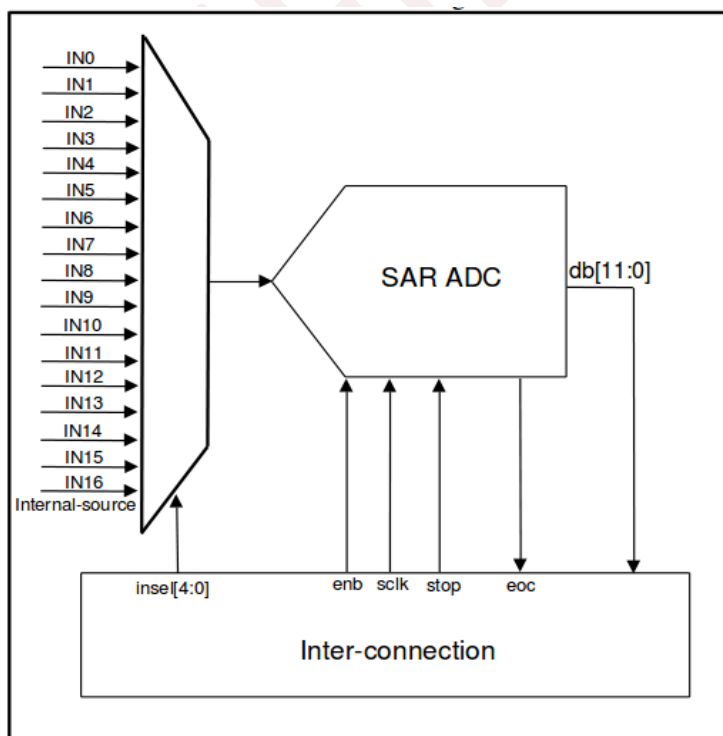 IN0
IN1
IN2
IN3
IN4
IN5
IN6
IN7
IN8
IN9
IN10
IN11
IN12
IN13
IN14
IN15
IN16
Internal-source
SAR ADC
db[11:0]
insel[4:0]
enb
sclk
stop
eoc
Inter-connection